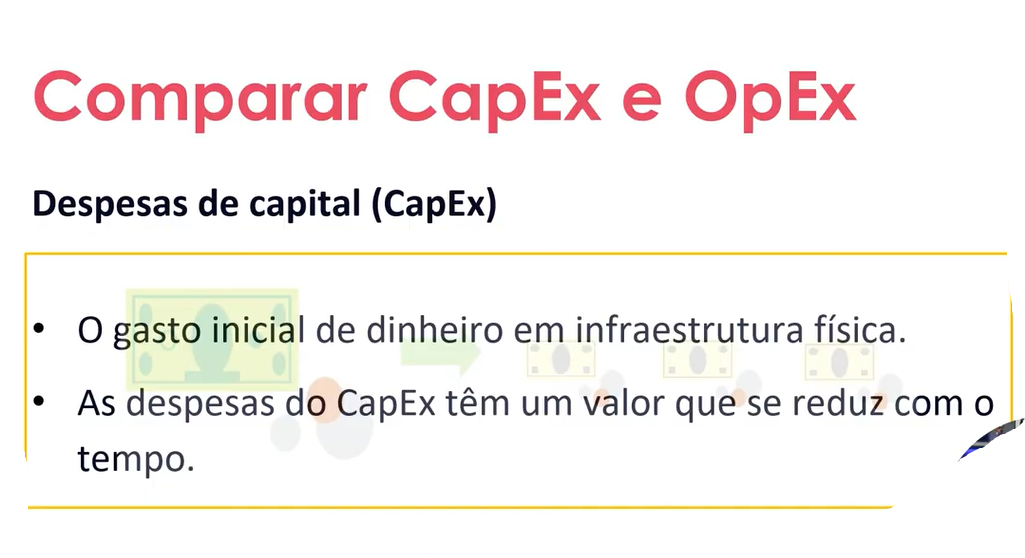 Comparar CapEx e OpEx
Despesas de capital (CapEx)
• O gasto inicial de dinheiro em infraestrutura física.
• As despesas do CapEx têm um valor que se reduz com o
tempo.